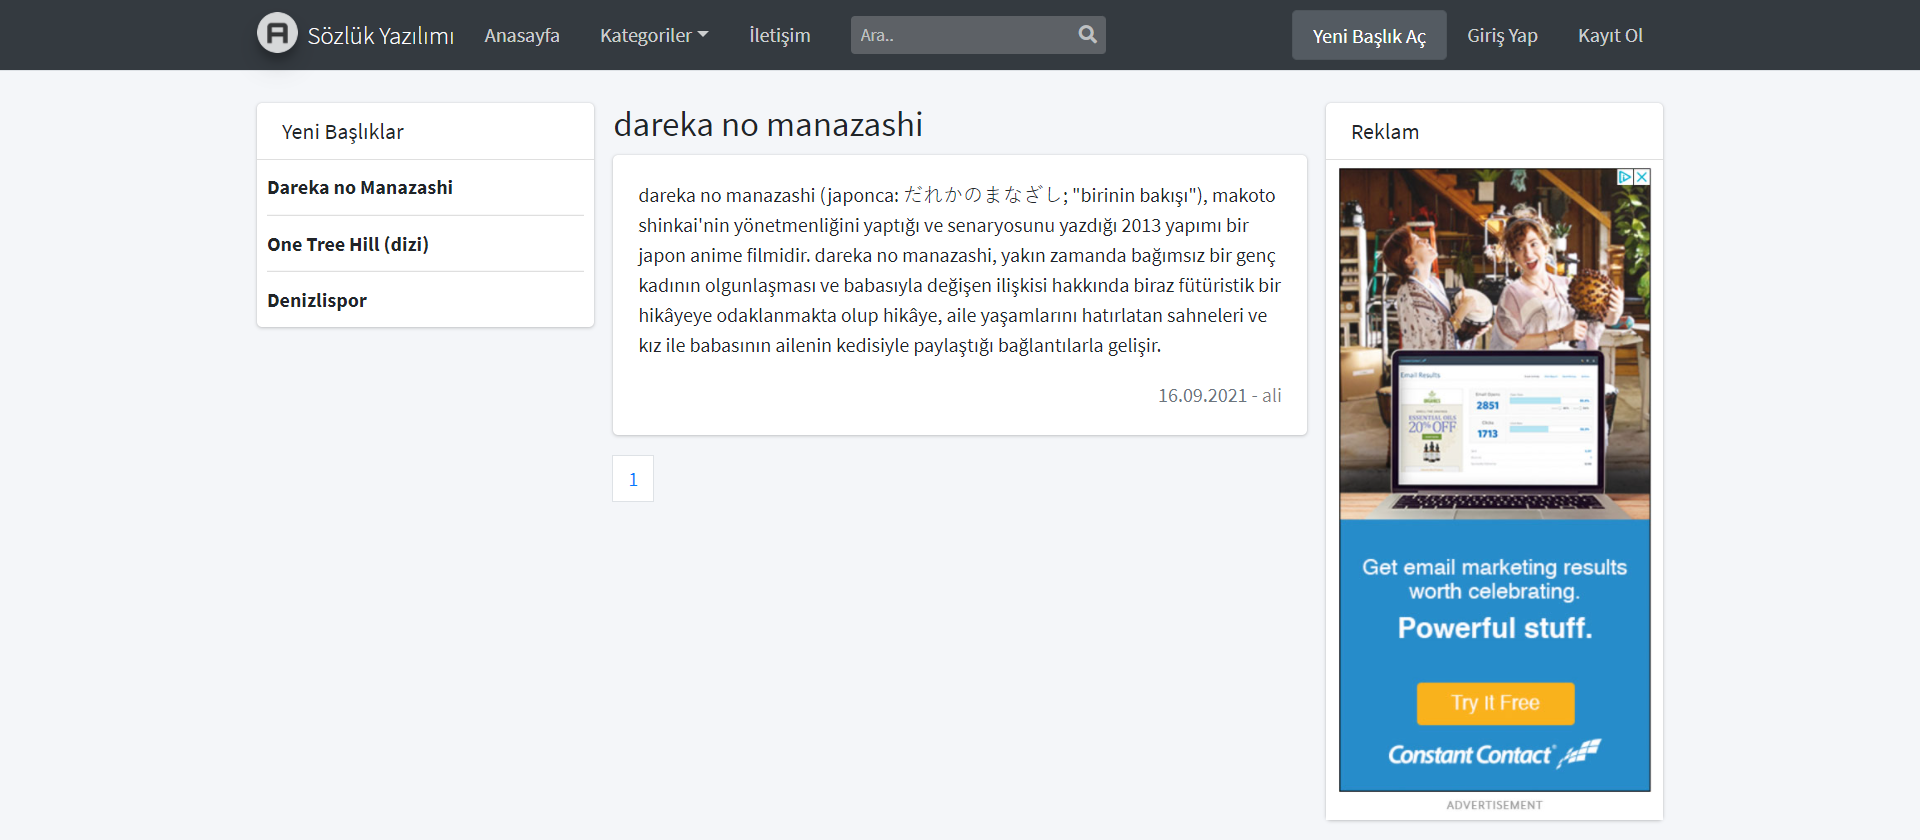 Sözlük Yazılımı
Anasayfa
Kategoriler
İletişim
Ara..
Yeni Başlık Aç
Giriş Yap
Kayıt Ol
Yeni Başlıklar
Dareka no Manazashi
One Tree Hill (dizi)
Denizlispor
dareka no manazashi
dareka no manazashi (japonca: だれかのまなざし; "birinin bakışı"), makoto
shinkai'nin yönetmenliğini yaptığı ve senaryosunu yazdığı 2013 yapımı bir
japon anime filmidir. dareka no manazashi, yakın zamanda bağımsız bir genç
kadının olgunlaşması ve babasıyla değişen ilişkisi hakkında biraz fütüristik bir
hikâyeye odaklanmakta olup hikâye, aile yaşamlarını hatırlatan sahneleri ve
kız ile babasının ailenin kedisiyle paylaştığı bağlantılarla gelişir.
16.09.2021 - ali
1
Reklam
Email Results
2851
1713
ESSENTIAL OILS
20% OFF
Get email marketing results
worth celebrating.
Powerful stuff.
Try It Free
Constant Contact
ADVERTISEMENT